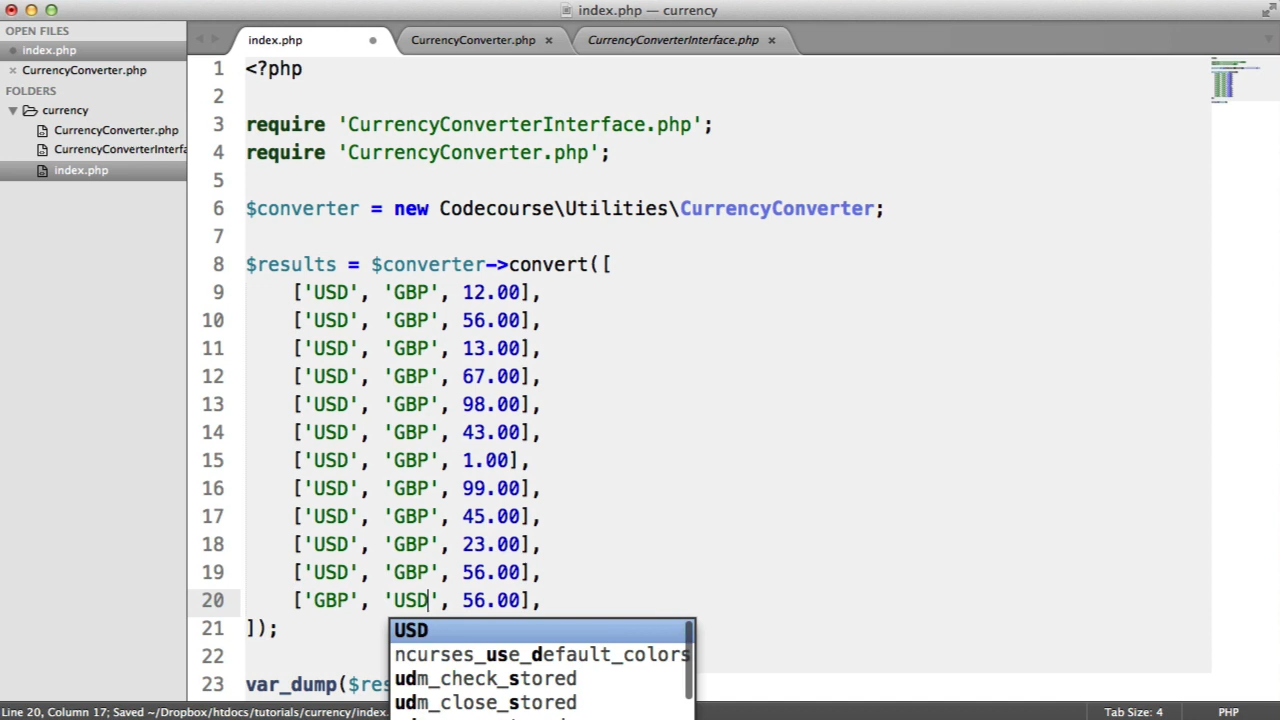 index.php — currency
OPEN FILES
index.php
CurrencyConverter.php
FOLDERS
currency
CurrencyConverter.php
CurrencyConverterInterfa
index.php
index.php
CurrencyConverter.php
CurrencyConverterInterface.php
1 <?php
2
3 require 'CurrencyConverterInterface.php';
4 require 'CurrencyConverter.php';
5
6 $converter = new Codecourse\Utilities\CurrencyConverter;
7
8 $results = $converter->convert([
9 ['USD', 'GBP', 12.00],
10 ['USD', 'GBP', 56.00],
11 ['USD', 'GBP', 13.00],
12 ['USD', 'GBP', 67.00],
13 ['USD', 'GBP', 98.00],
14 ['USD', 'GBP', 43.00],
15 ['USD', 'GBP', 1.00],
16 ['USD', 'GBP', 99.00],
17 ['USD', 'GBP', 45.00],
18 ['USD', 'GBP', 23.00],
19 ['USD', 'GBP', 56.00],
20 ['GBP', 'USD', 56.00],
21 ]);
22
23 var_dump($res
USD
ncurses_use_default_colors
udm_check_stored
udm_close_stored
Line 20, Column 17; Saved ~/Dropbox/htdocs/tutorials/currency/index.
Tab Size: 4
PHP